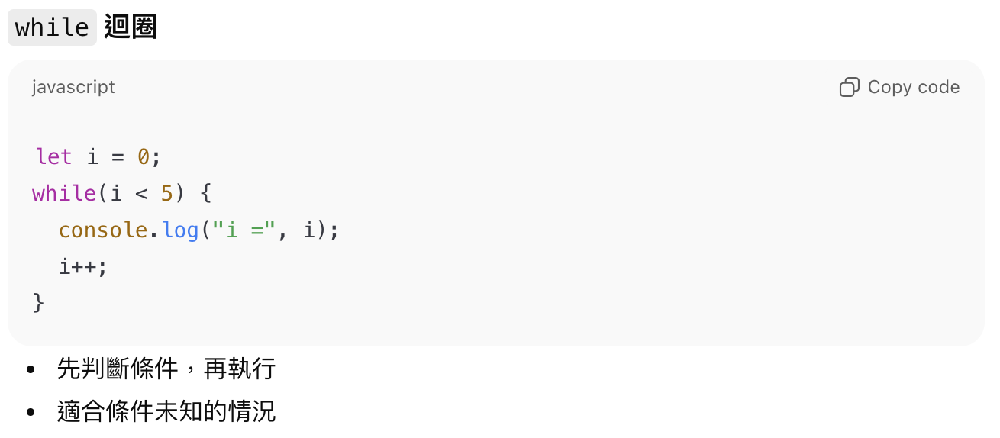 while 迴圈
javascript
Copy code
let i = 0;
while(i < 5) {
  console.log("i =", i);
  i++;
}
• 先判斷條件，再執行
• 適合條件未知的情況